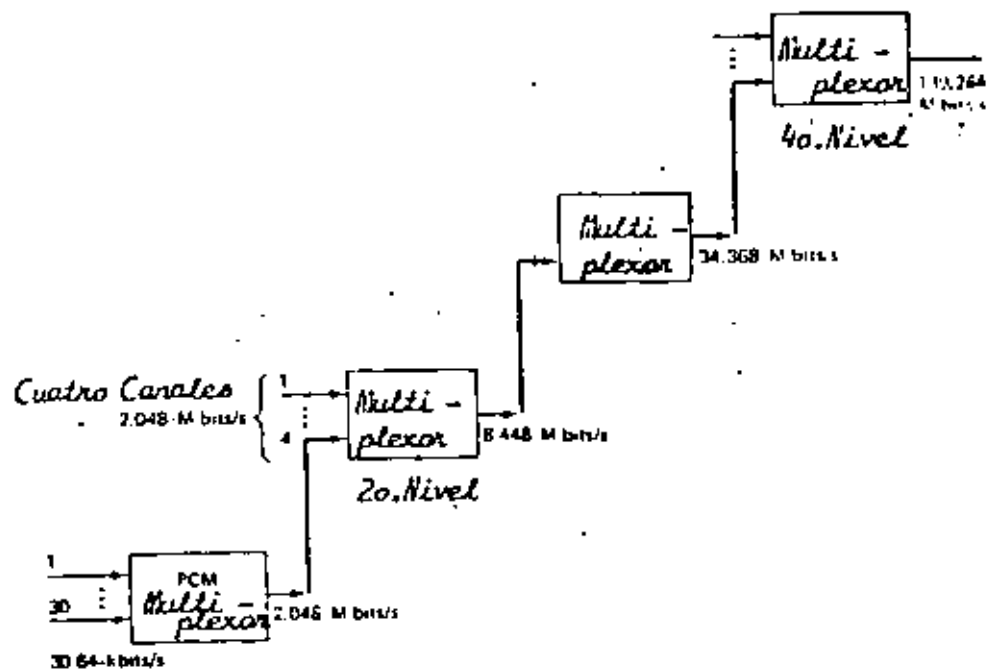 Multi-
plexor
4o. Nivel
M bits/s
Multi-
plexor
34.368 M bits/s
Cuatro Canales
2.048-M bits/s
1
4
Multi-
plexor
8.448 M bits/s
2o. Nivel
1
30
PCM
Multi-
plexor
2.048 M bits/s
30 64-kbits/s